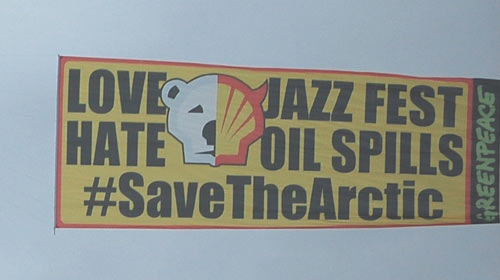 LOVE JAZZ FEST
HATE OIL SPILLS
#SaveTheArctic
GREENPEACE